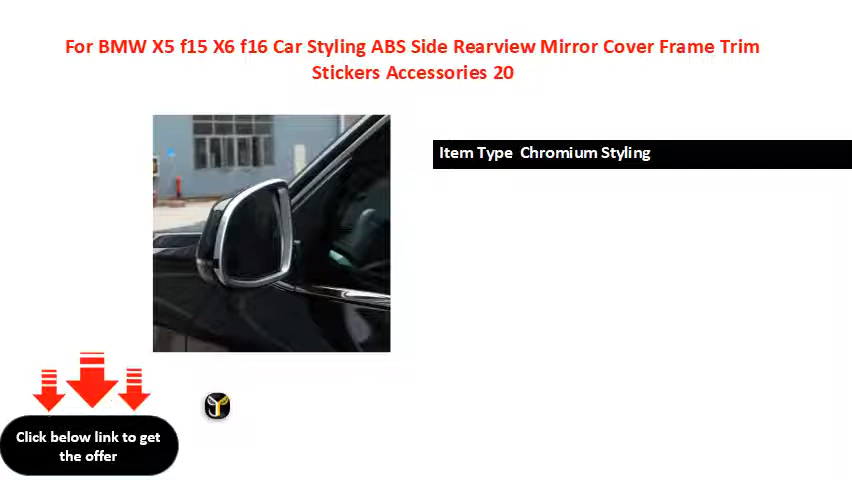 For BMW X5 f15 X6 f16 Car Styling ABS Side Rearview Mirror Cover Frame Trim
Stickers Accessories 20
Item Type Chromium Styling
Click below link to get
the offer